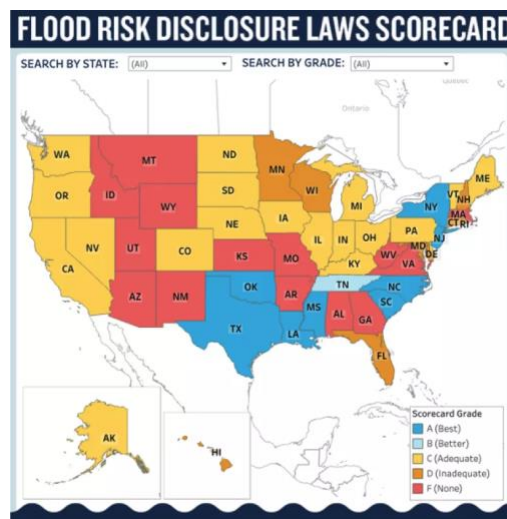 FLOOD RISK DISCLOSURE LAWS SCORECARD
SEARCH BY STATE: (All) SEARCH BY GRADE: (All)
Quebec
Ontario
WA MT ND MN ME
OR ID SD WI MI VT NH
WY NE IA NY MA CT RI
NV UT CO IL IN OH PA NJ
CA KS MO KY WV VA MD DE
AZ NM OK AR TN NC
TX LA MS AL GA SC
FL
AK
HI
Scorecard Grade
A (Best)
B (Better)
C (Adequate)
D (Inadequate)
F (None)